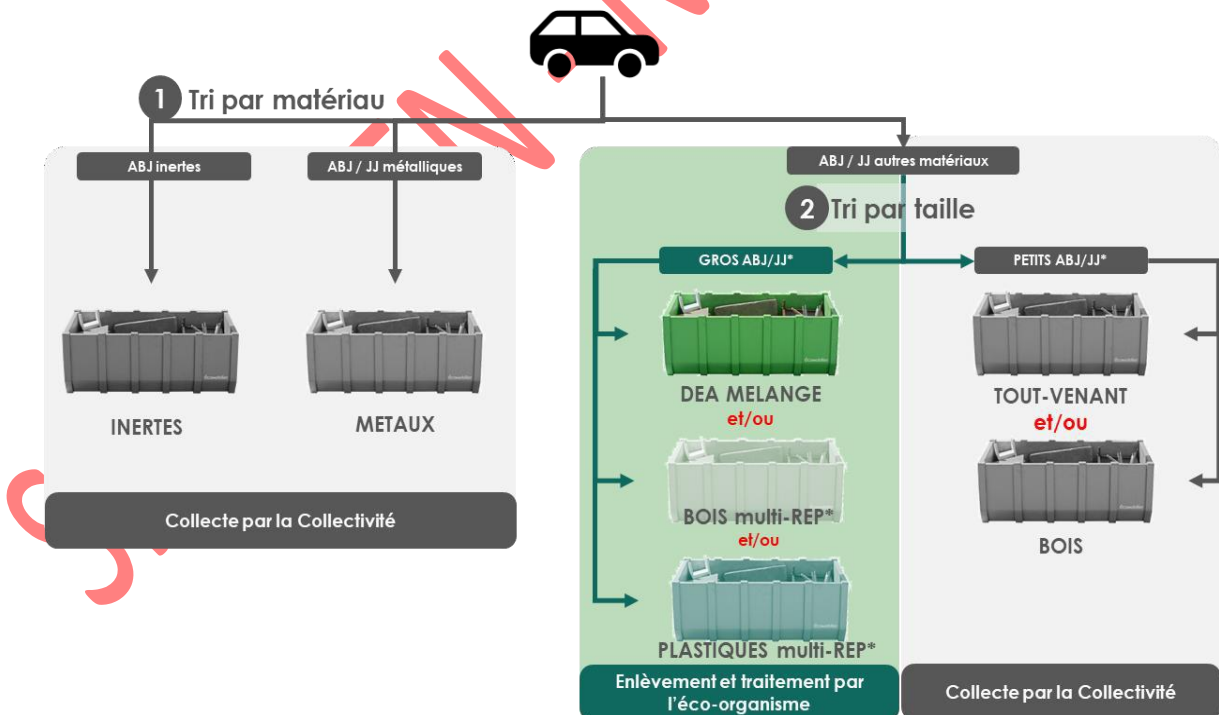 1 Tri par matériau
ABJ inertes
ABJ / JJ métalliques
ABJ / JJ autres matériaux
2 Tri par taille
GROS ABJ/JJ*
PETITS ABJ/JJ*
INERTES
METAUX
DEA MELANGE
et/ou
BOIS multi-REP*
et/ou
PLASTIQUES multi-REP*
TOUT-VENANT
et/ou
BOIS
Collecte par la Collectivité
Enlèvement et traitement par
l'éco-organisme
Collecte par la Collectivité